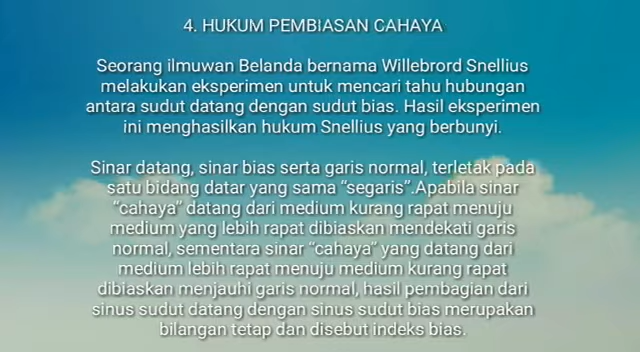 4. HUKUM PEMBIASAN CAHAYA
Seorang ilmuwan Belanda bernama Willebrord Snellius
melakukan eksperimen untuk mencari tahu hubungan
antara sudut datang dengan sudut bias. Hasil eksperimen
ini menghasilkan hukum Snellius yang berbunyi.
Sinar datang, sinar bias serta garis normal, terletak pada
satu bidang datar yang sama “segaris”.Apabila sinar
“cahaya” datang dari medium kurang rapat menuju
medium yang lebih rapat dibiaskan mendekati garis
normal, sementara sinar “cahaya” yang datang dari
medium lebih rapat menuju medium kurang rapat
dibiaskan menjauhi garis normal, hasil pembagian dari
sinus sudut datang dengan sinus sudut bias merupakan
bilangan tetap dan disebut indeks bias.